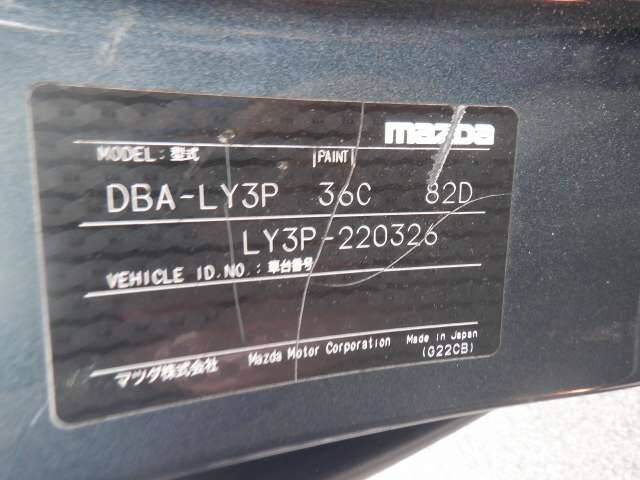 mazda
MODEL : 型式 PAINT
DBA-LY3P 36C 82D
LY3P-220326
VEHICLE ID.NO. : 車台番号
マツダ株式会社 Mazda Motor Corporation Made in Japan
(G22CB)